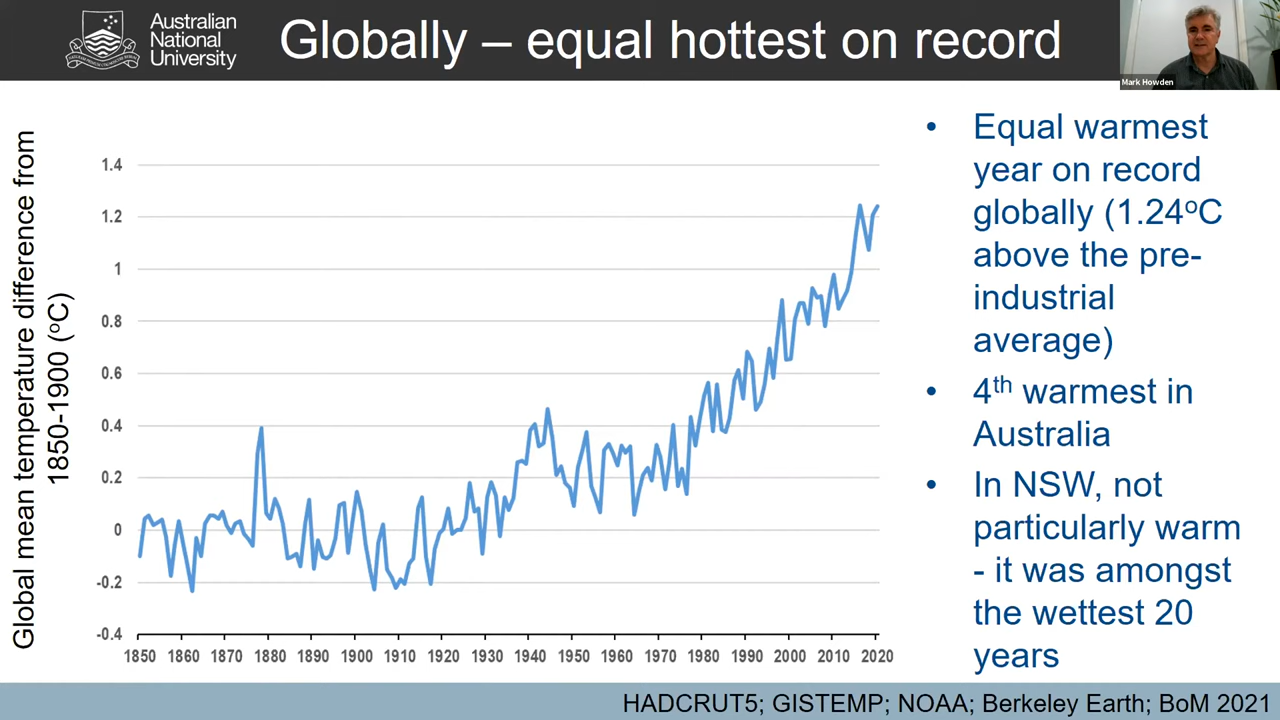 Australian
National
University
Globally – equal hottest on record
Mark Howden
Global mean temperature difference from
1850-1900 (ºC)
1.4
1.2
1
0.8
0.6
0.4
0.2
0
-0.2
-0.4
1850 1860 1870 1880 1890 1900 1910 1920 1930 1940 1950 1960 1970 1980 1990 2000 2010 2020
• Equal warmest
year on record
globally (1.24ºC
above the pre-
industrial
average)
• 4th warmest in
Australia
• In NSW, not
particularly warm
- it was amongst
the wettest 20
years
HADCRUT5; GISTEMP; NOAA; Berkeley Earth; BoM 2021